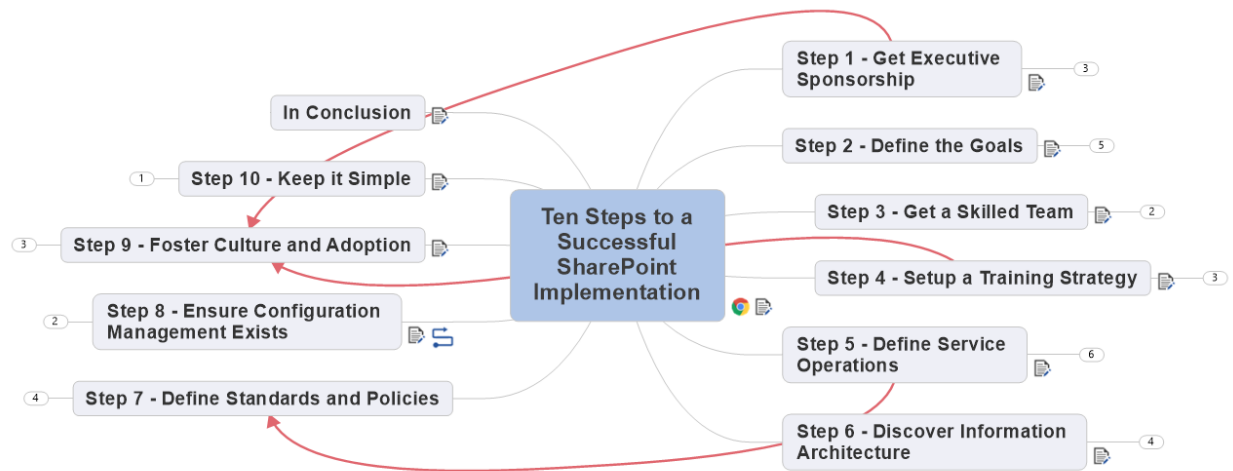 Ten Steps to a
Successful
SharePoint
Implementation
Step 1 - Get Executive
Sponsorship
3
Step 2 - Define the Goals
5
Step 3 - Get a Skilled Team
2
Step 4 - Setup a Training Strategy
3
Step 5 - Define Service
Operations
6
Step 6 - Discover Information
Architecture
4
Step 7 - Define Standards and Policies
4
Step 8 - Ensure Configuration
Management Exists
2
Step 9 - Foster Culture and Adoption
3
Step 10 - Keep it Simple
1
In Conclusion